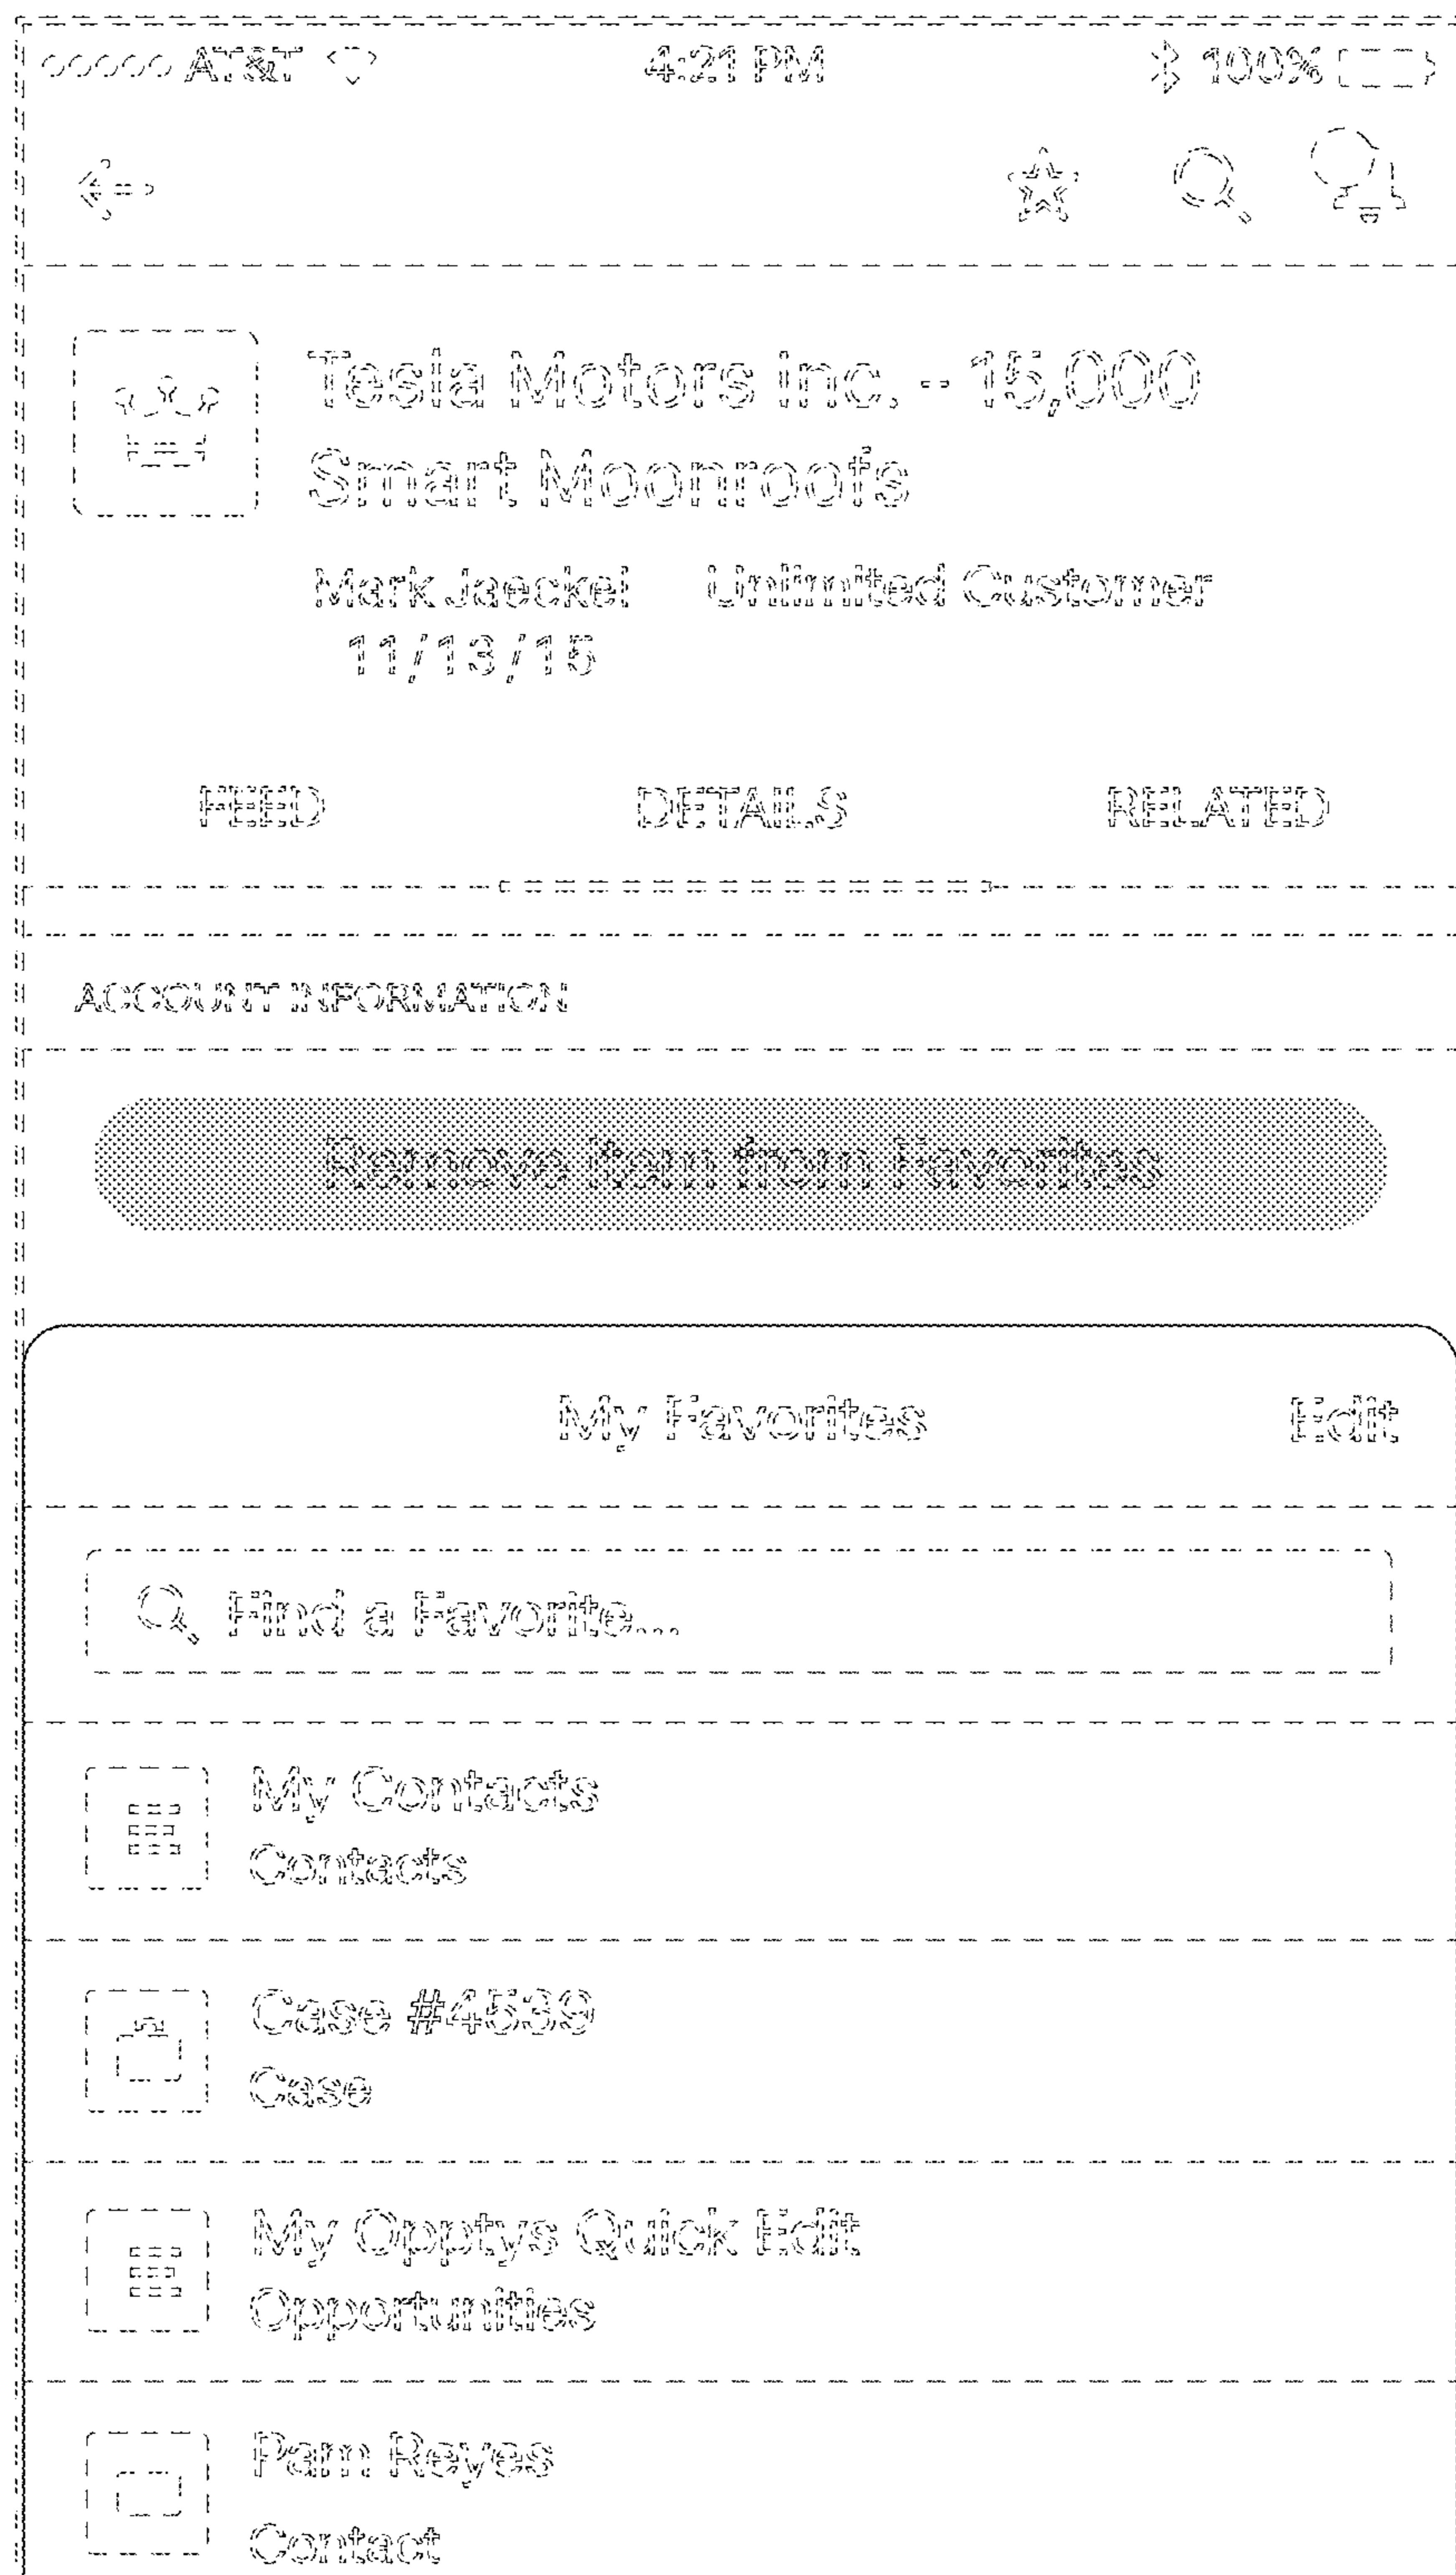 AT&T 4:21 PM 100%
Tesla Motors Inc. - 15,000
Smart Moonroofs
Mark Jaeckel Unlimited Customer
11/13/15
FEED DETAILS RELATED
ACCOUNT INFORMATION
Remove Item from Favorites
My Favorites Edit
Find a Favorite...
My Contacts
Contacts
Case #4539
Case
My Opptys Quick Edit
Opportunities
Pam Reyes
Contact